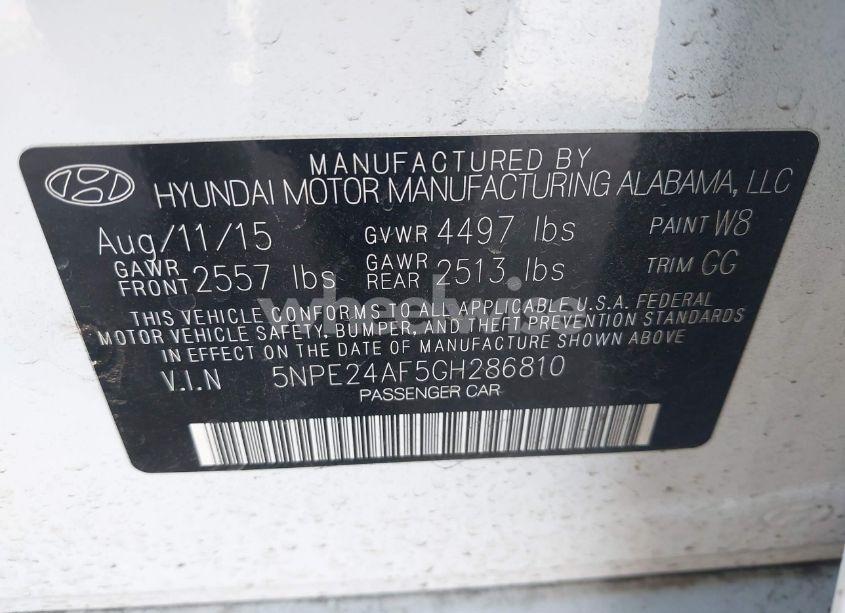 MANUFACTURED BY
HYUNDAI MOTOR MANUFACTURING ALABAMA, LLC
Aug/11/15 GVWR 4497 lbs PAINT W8
GAWR FRONT 2557 lbs GAWR REAR 2513 lbs TRIM GG
THIS VEHICLE CONFORMS TO ALL APPLICABLE U.S.A. FEDERAL
MOTOR VEHICLE SAFETY, BUMPER, AND THEFT PREVENTION STANDARDS
IN EFFECT ON THE DATE OF MANUFACTURE SHOWN ABOVE
V.I.N 5NPE24AF5GH286810
PASSENGER CAR
wheelwise